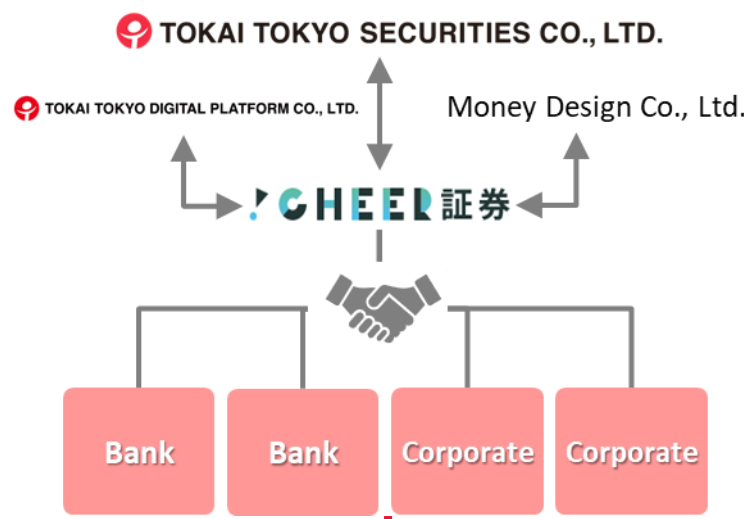 TOKAI TOKYO SECURITIES CO., LTD.
TOKAI TOKYO DIGITAL PLATFORM CO., LTD.
Money Design Co., Ltd.
CHEER証券
Bank
Bank
Corporate
Corporate